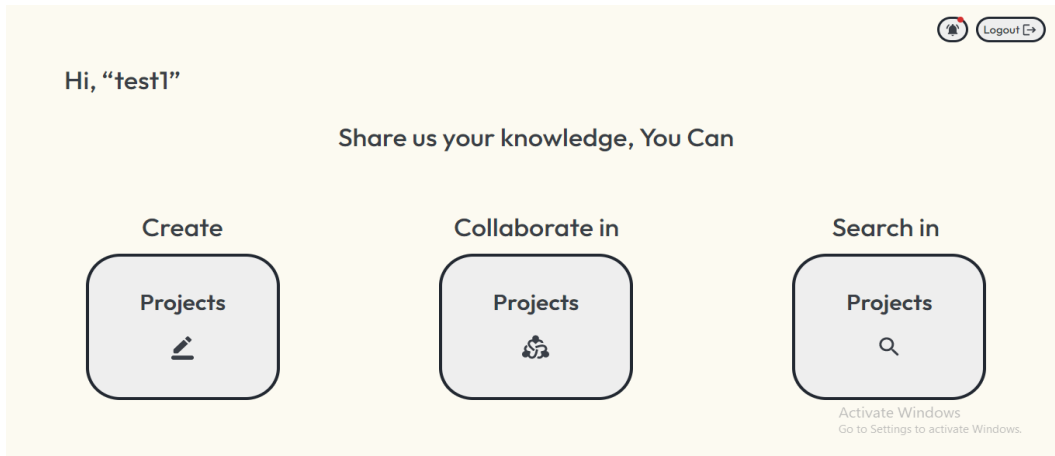 Logout
Hi, “test1”
Share us your knowledge, You Can
Create
Collaborate in
Search in
Projects
Projects
Projects
Activate Windows
Go to Settings to activate Windows.